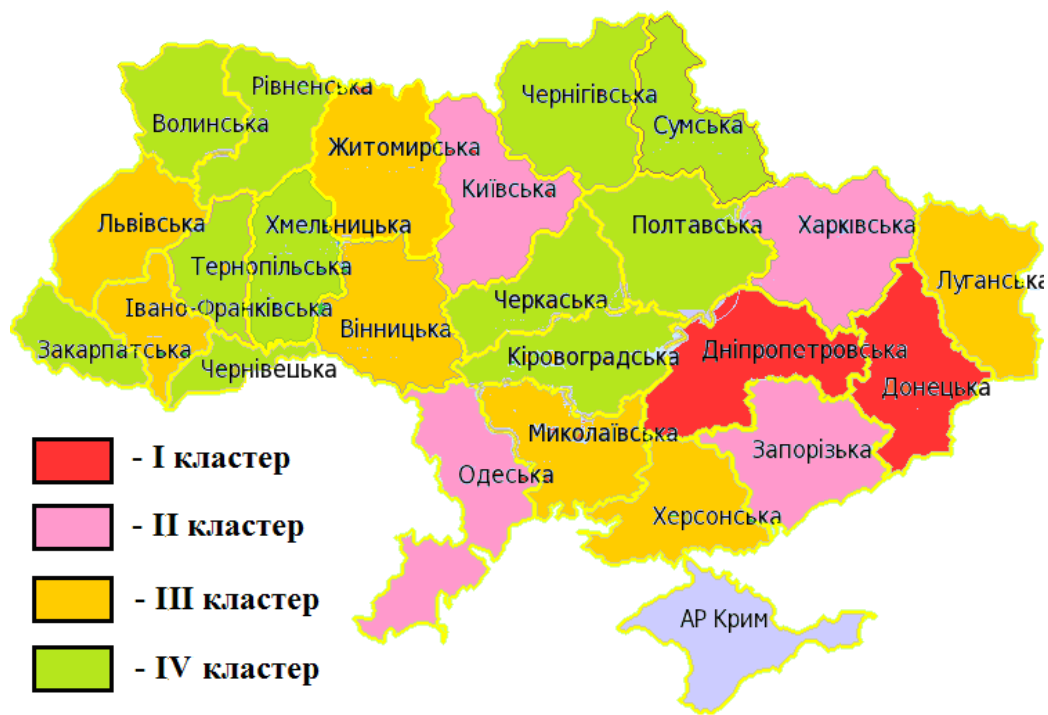 Рівненська
Волинська
Житомирська
Київська
Чернігівська
Сумська
Львівська
Хмельницька
Тернопільська
Івано-Франківська
Закарпатська
Чернівецька
Вінницька
Черкаська
Кіровоградська
Полтавська
Харківська
Луганська
Дніпропетровська
Донецька
Миколаївська
Одеська
Запорізька
Херсонська
АР Крим
- I кластер
- II кластер
- III кластер
- IV кластер